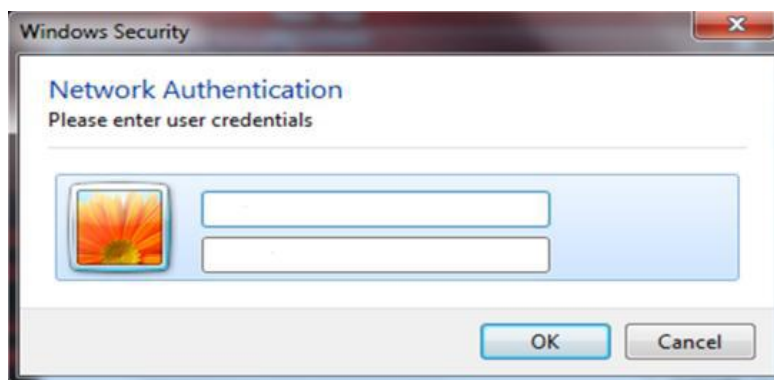 Windows Security
Network Authentication
Please enter user credentials
OK
Cancel